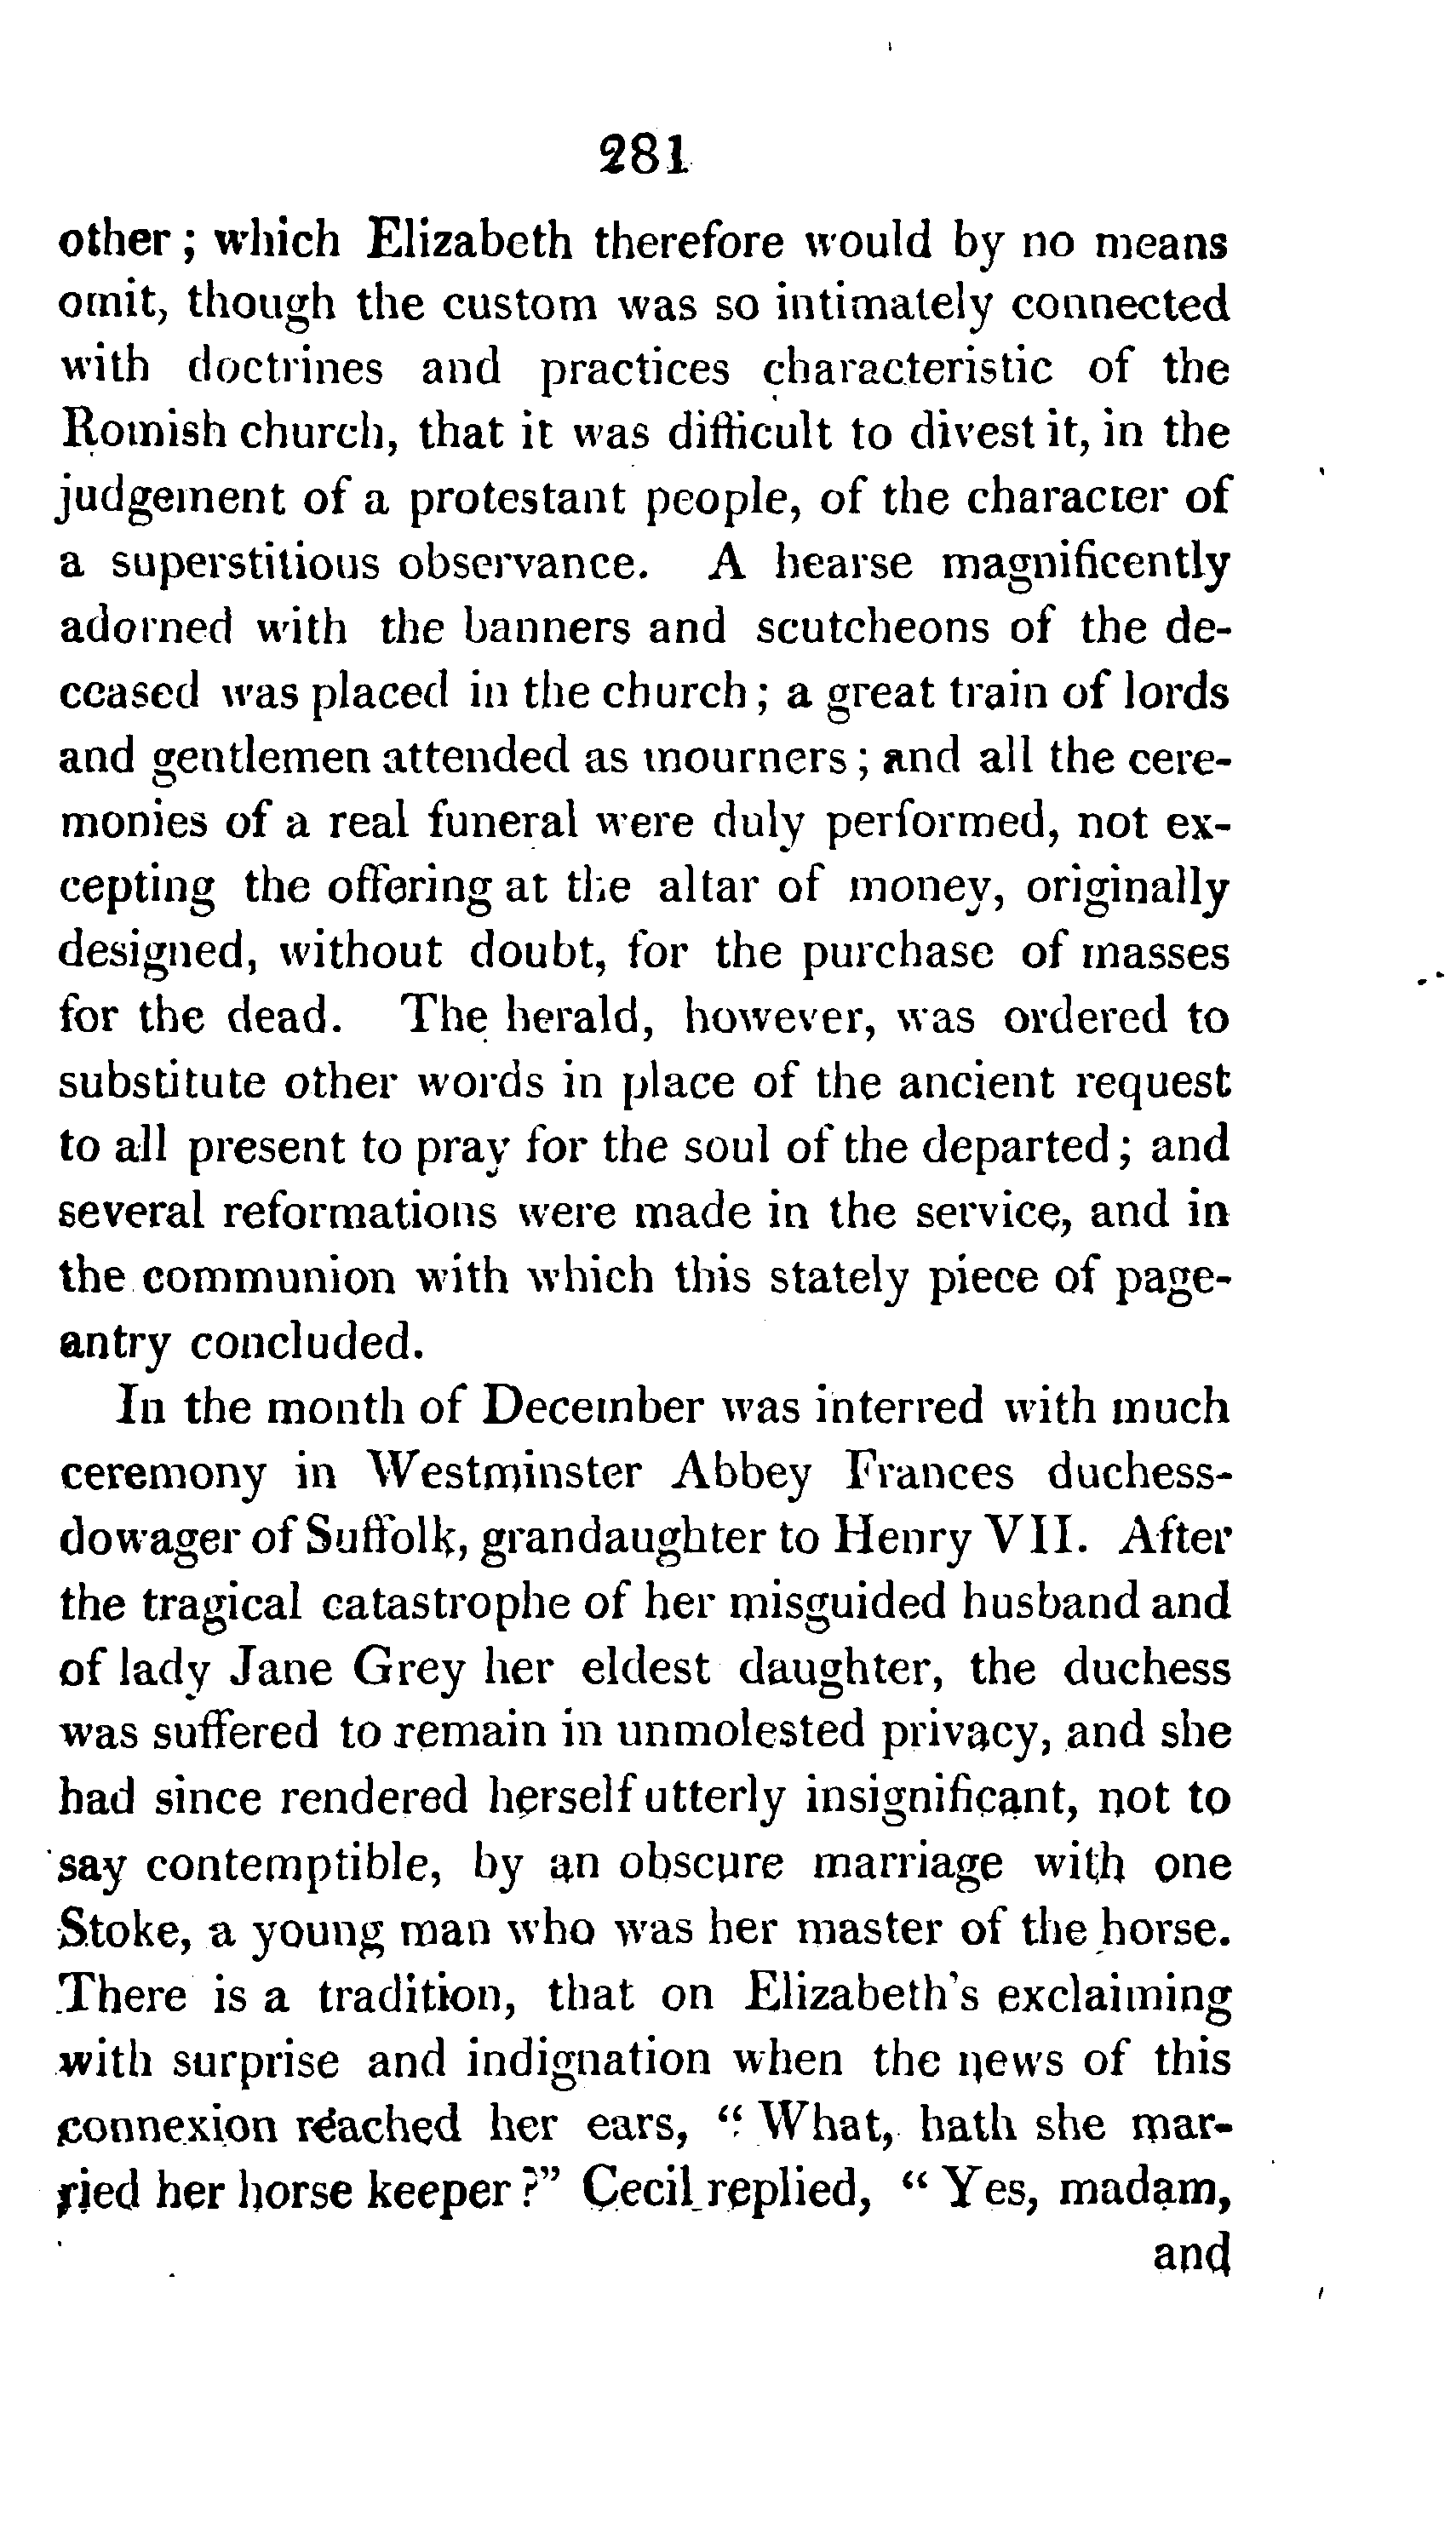 281
other; which Elizabeth therefore would by no means
omit, though the custom was so intimately connected
with doctrines and practices characteristic of the
Romish church, that it was difficult to divest it, in the
judgement of a protestant people, of the character of
a superstitious observance. A hearse magnificently
adorned with the banners and scutcheons of the de-
ceased was placed in the church; a great train of lords
and gentlemen attended as mourners; and all the cere-
monies of a real funeral were duly performed, not ex-
cepting the offering at the altar of money, originally
designed, without doubt, for the purchase of masses
for the dead. The herald, however, was ordered to
substitute other words in place of the ancient request
to all present to pray for the soul of the departed; and
several reformations were made in the service, and in
the communion with which this stately piece of page-
antry concluded.
In the month of December was interred with much
ceremony in Westminster Abbey Frances duchess-
dowager of Suffolk, grandaughter to Henry VII. After
the tragical catastrophe of her misguided husband and
of lady Jane Grey her eldest daughter, the duchess
was suffered to remain in unmolested privacy, and she
had since rendered herself utterly insignificant, not to
say contemptible, by an obscure marriage with one
Stoke, a young man who was her master of the horse.
There is a tradition, that on Elizabeth's exclaiming
with surprise and indignation when the news of this
connexion reached her ears, "What, hath she mar-
ried her horse keeper?" Cecil replied, "Yes, madam,
and